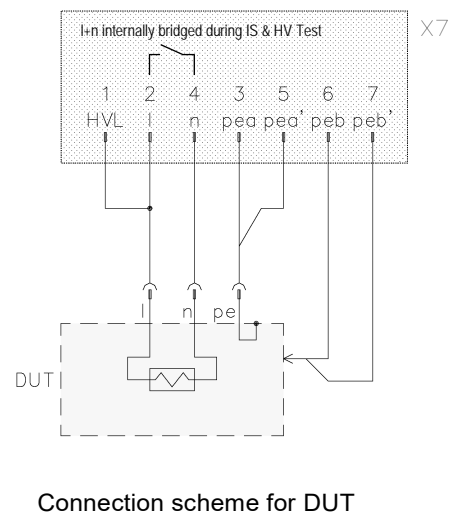 l+n internally bridged during IS & HV Test
X7
1 2 4 3 5 6 7
HVL l n pea pea' peb peb'
l n pe
DUT
Connection scheme for DUT